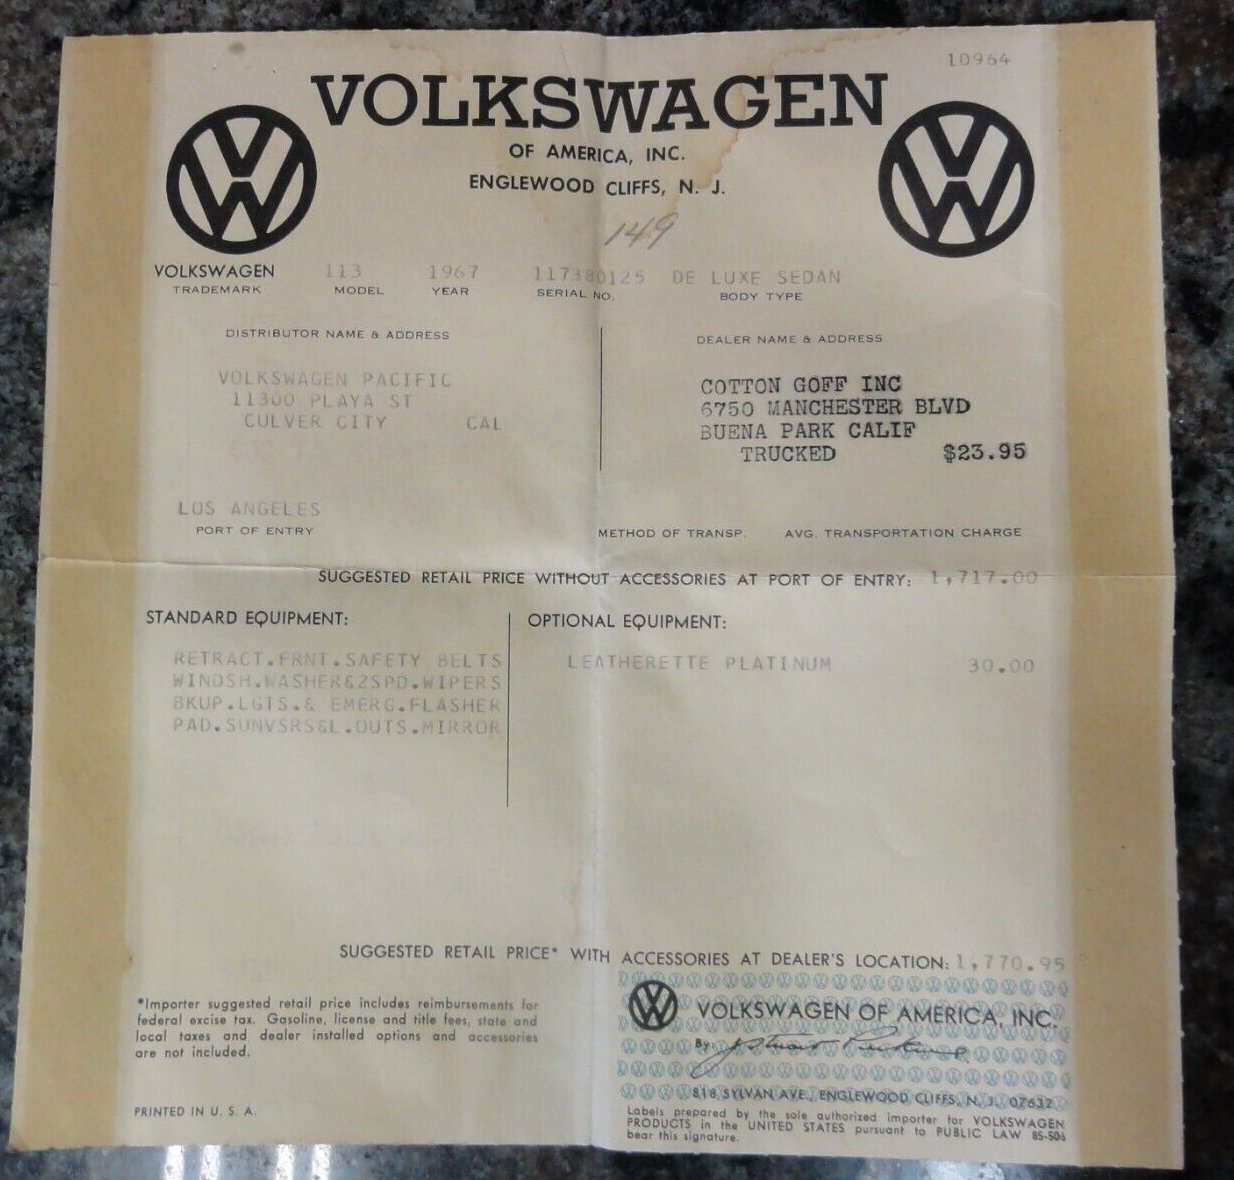 10964
VOLKSWAGEN
OF AMERICA, INC.
ENGLEWOOD CLIFFS, N. J.
149
VOLKSWAGEN 113 1967 117380125 DE LUXE SEDAN
TRADEMARK MODEL YEAR SERIAL NO. BODY TYPE
DISTRIBUTOR NAME & ADDRESS
VOLKSWAGEN PACIFIC
11300 PLAYA ST
CULVER CITY CAL
DEALER NAME & ADDRESS
COTTON GOFF INC
6750 MANCHESTER BLVD
BUENA PARK CALIF
TRUCKED $23.95
LOS ANGELES
PORT OF ENTRY
METHOD OF TRANSP. AVG. TRANSPORTATION CHARGE
SUGGESTED RETAIL PRICE WITHOUT ACCESSORIES AT PORT OF ENTRY: 1,717.00
STANDARD EQUIPMENT:
RETRACT.FRNT.SAFETY BELTS
WINDSH.WASHER&2SPD.WIPERS
BKUP.LGTS.& EMERG.FLASHER
PAD.SUNVSRS&L.OUTS.MIRROR
OPTIONAL EQUIPMENT:
LEATHERETTE PLATINUM 30.00
SUGGESTED RETAIL PRICE* WITH ACCESSORIES AT DEALER'S LOCATION: 1,770.95
*Importer suggested retail price includes reimbursements for
federal excise tax. Gasoline, license and title fees, state and
local taxes and dealer installed options and accessories
are not included.
PRINTED IN U. S. A.
VOLKSWAGEN OF AMERICA, INC.
By
818 SYLVAN AVE., ENGLEWOOD CLIFFS, N. J. 07632
Labels prepared by the sole authorized importer for VOLKSWAGEN
PRODUCTS in the UNITED STATES pursuant to PUBLIC LAW 85-506
bear this signature.